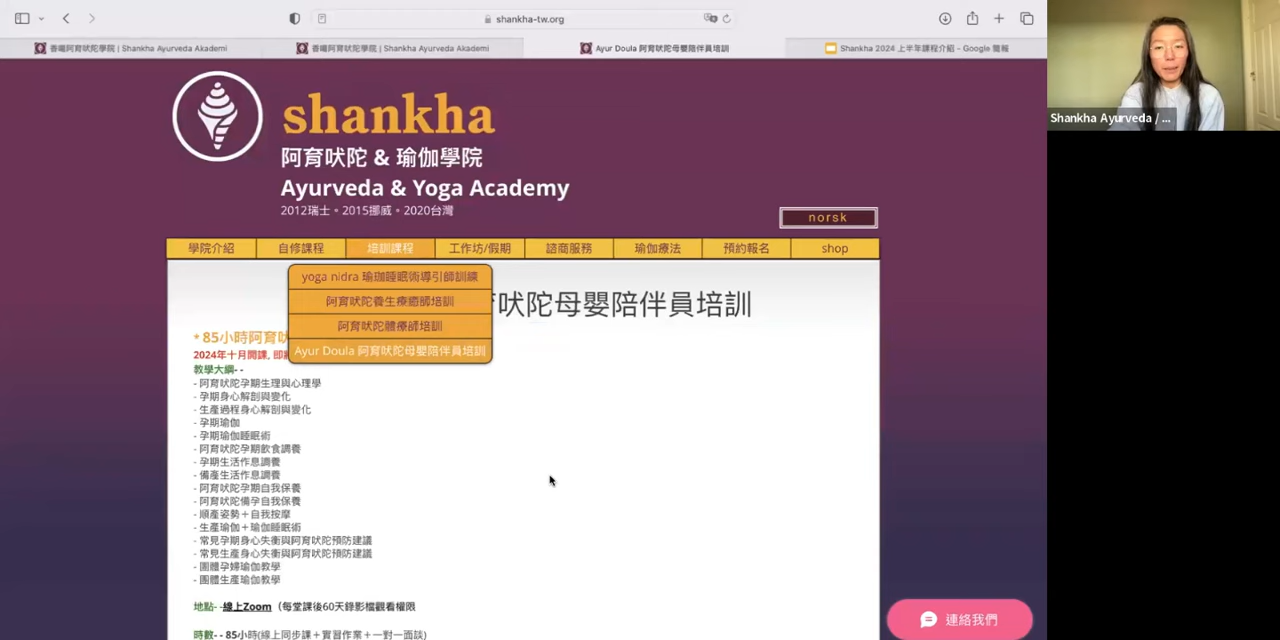 shankha-tw.org
香曍阿育吠陀學院 | Shankha Ayurveda Akademi
香曍阿育吠陀學院 | Shankha Ayurveda Akademi
Ayur Doula 阿育吠陀母嬰陪伴員培訓
Shankha 2024 上半年課程介紹 - Google 簡報
Shankha Ayurveda / ...
shankha
阿育吠陀 & 瑜伽學院
Ayurveda & Yoga Academy
2012瑞士。2015挪威。2020台灣
norsk
學院介紹
自修課程
培訓課程
工作坊/假期
諮商服務
瑜伽療法
預約報名
shop
yoga nidra 瑜珈睡眠術導引師訓練
阿育吠陀養生療癒師培訓
阿育吠陀體療師培訓
Ayur Doula 阿育吠陀母嬰陪伴員培訓
吠陀母嬰陪伴員培訓
* 85小時阿育吠
2024年十月開課, 即
教學大綱- -
- 阿育吠陀孕期生理與心理學
- 孕期身心解剖與變化
- 生產過程身心解剖與變化
- 孕期瑜伽
- 孕期瑜伽睡眠術
- 阿育吠陀孕期飲食調養
- 孕期生活作息調養
- 備產生活作息調養
- 阿育吠陀孕期自我保養
- 阿育吠陀備孕自我保養
- 順產姿勢＋自我按摩
- 生產瑜伽＋瑜伽睡眠術
- 常見孕期身心失衡與阿育吠陀預防建議
- 常見生產身心失衡與阿育吠陀預防建議
- 團體孕婦瑜伽教學
- 團體生產瑜伽教學
地點- -線上Zoom（每堂課後60天錄影檔觀看權限
時數- - 85小時(線上同步課＋實習作業＋一對一面談)
連絡我們